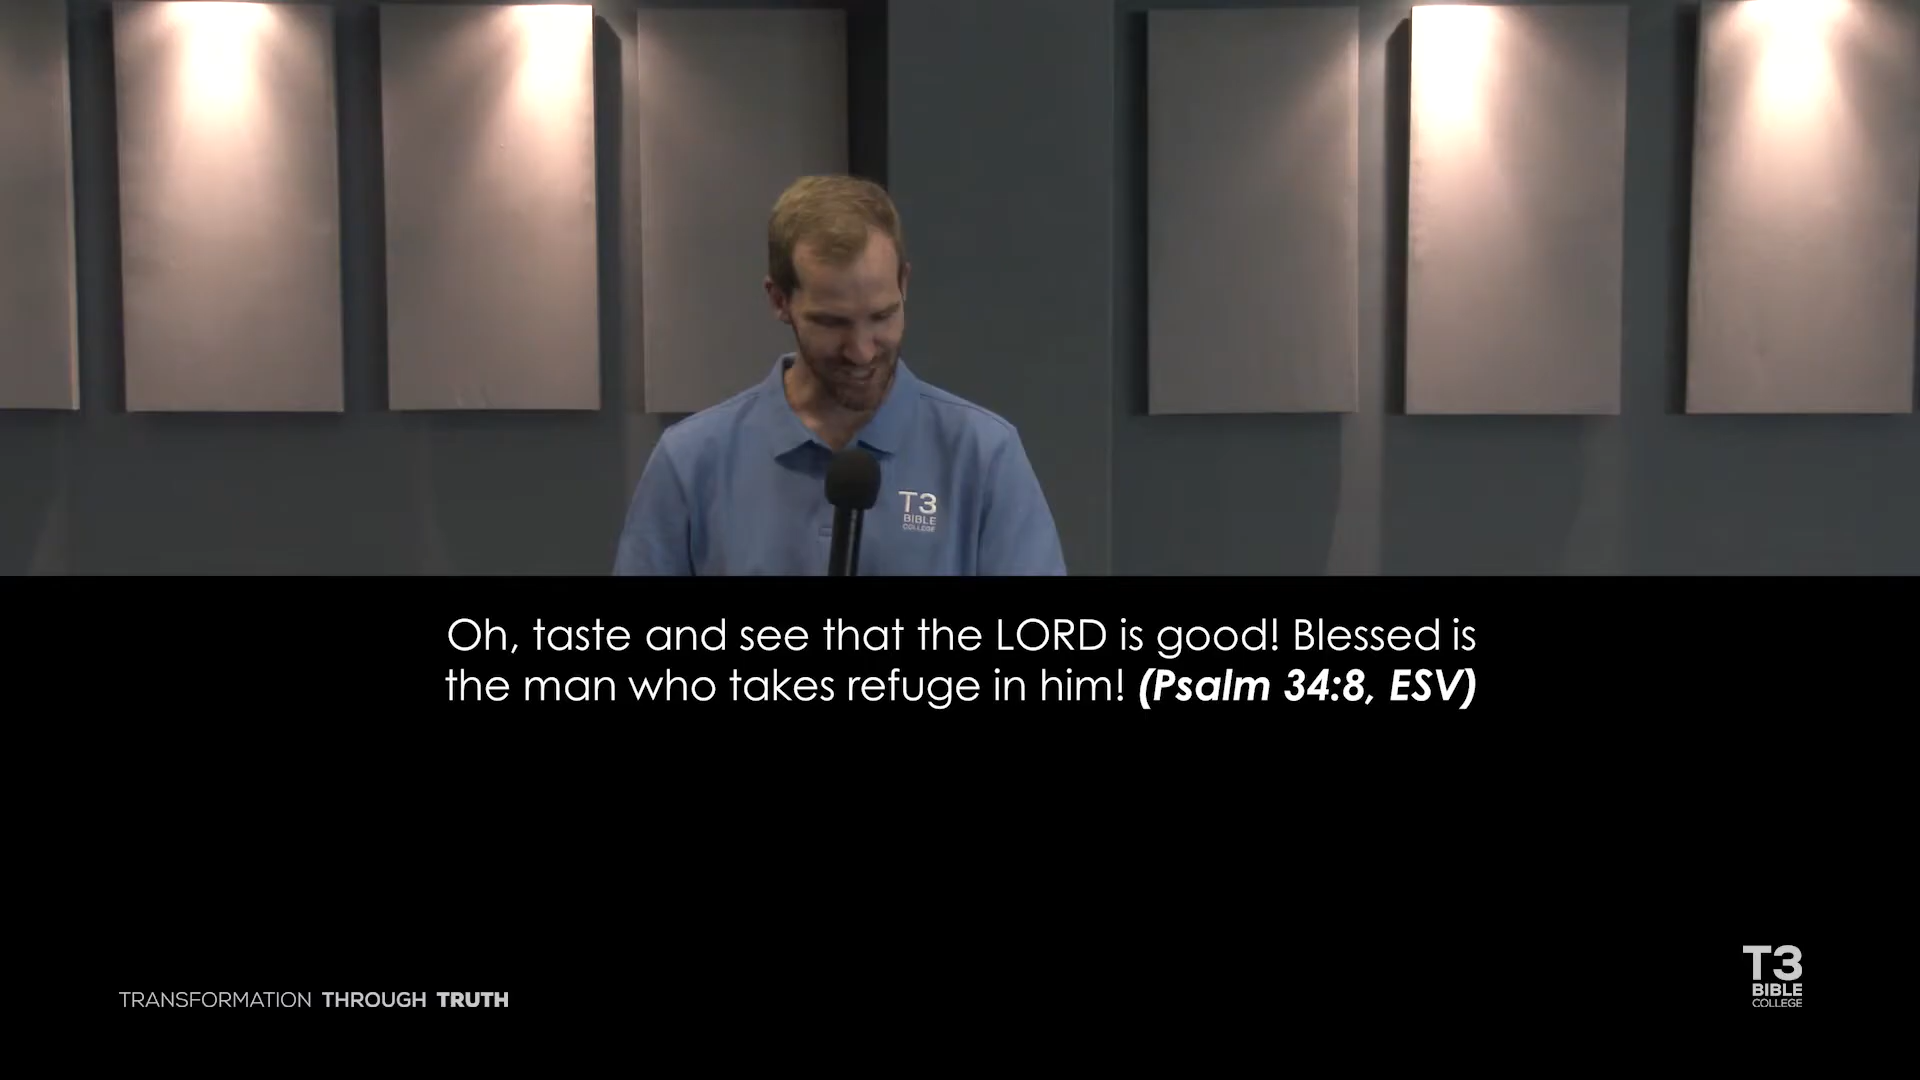 T3
BIBLE
COLLEGE
Oh, taste and see that the LORD is good! Blessed is
the man who takes refuge in him! (Psalm 34:8, ESV)
TRANSFORMATION THROUGH TRUTH
T3
BIBLE
COLLEGE